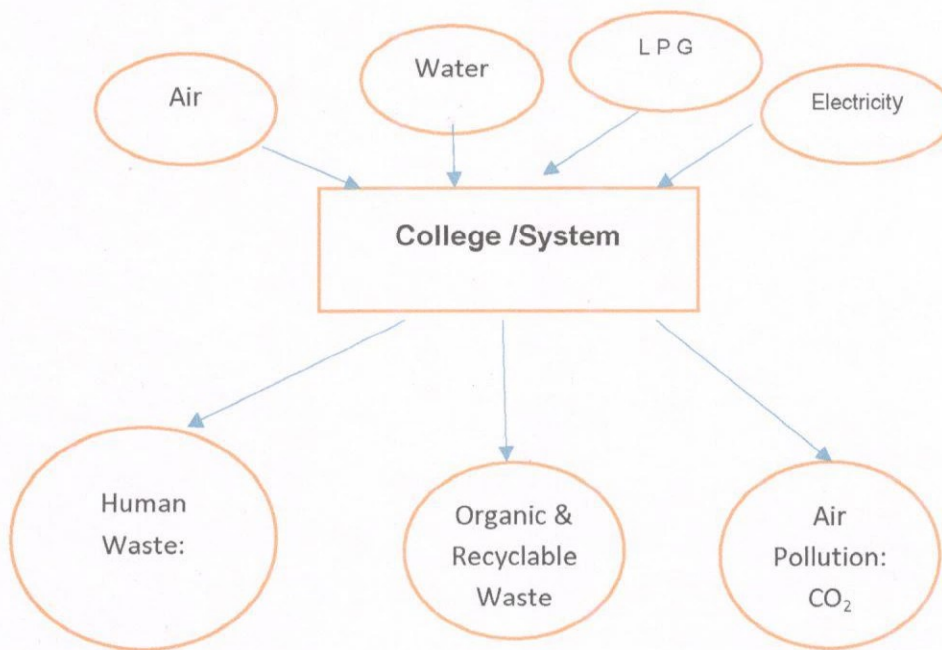 Air
Water
L P G
Electricity
College /System
Human
Waste:
Organic &
Recyclable
Waste
Air
Pollution:
CO₂